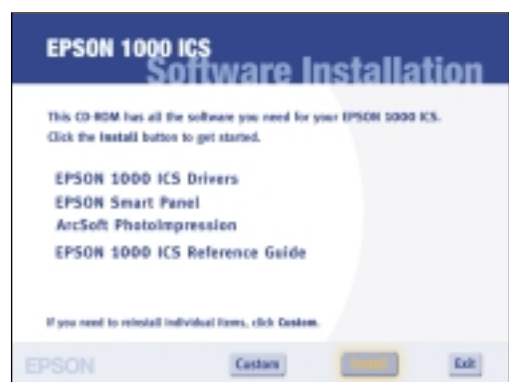 EPSON 1000 ICS
Software Installation
This CD-ROM has all the software you need for your EPSON 1000 ICS.
Click the Install button to get started.
EPSON 1000 ICS Drivers
EPSON Smart Panel
ArcSoft PhotoImpression
EPSON 1000 ICS Reference Guide
If you need to reinstall individual items, click Custom.
EPSON Custom Install Exit